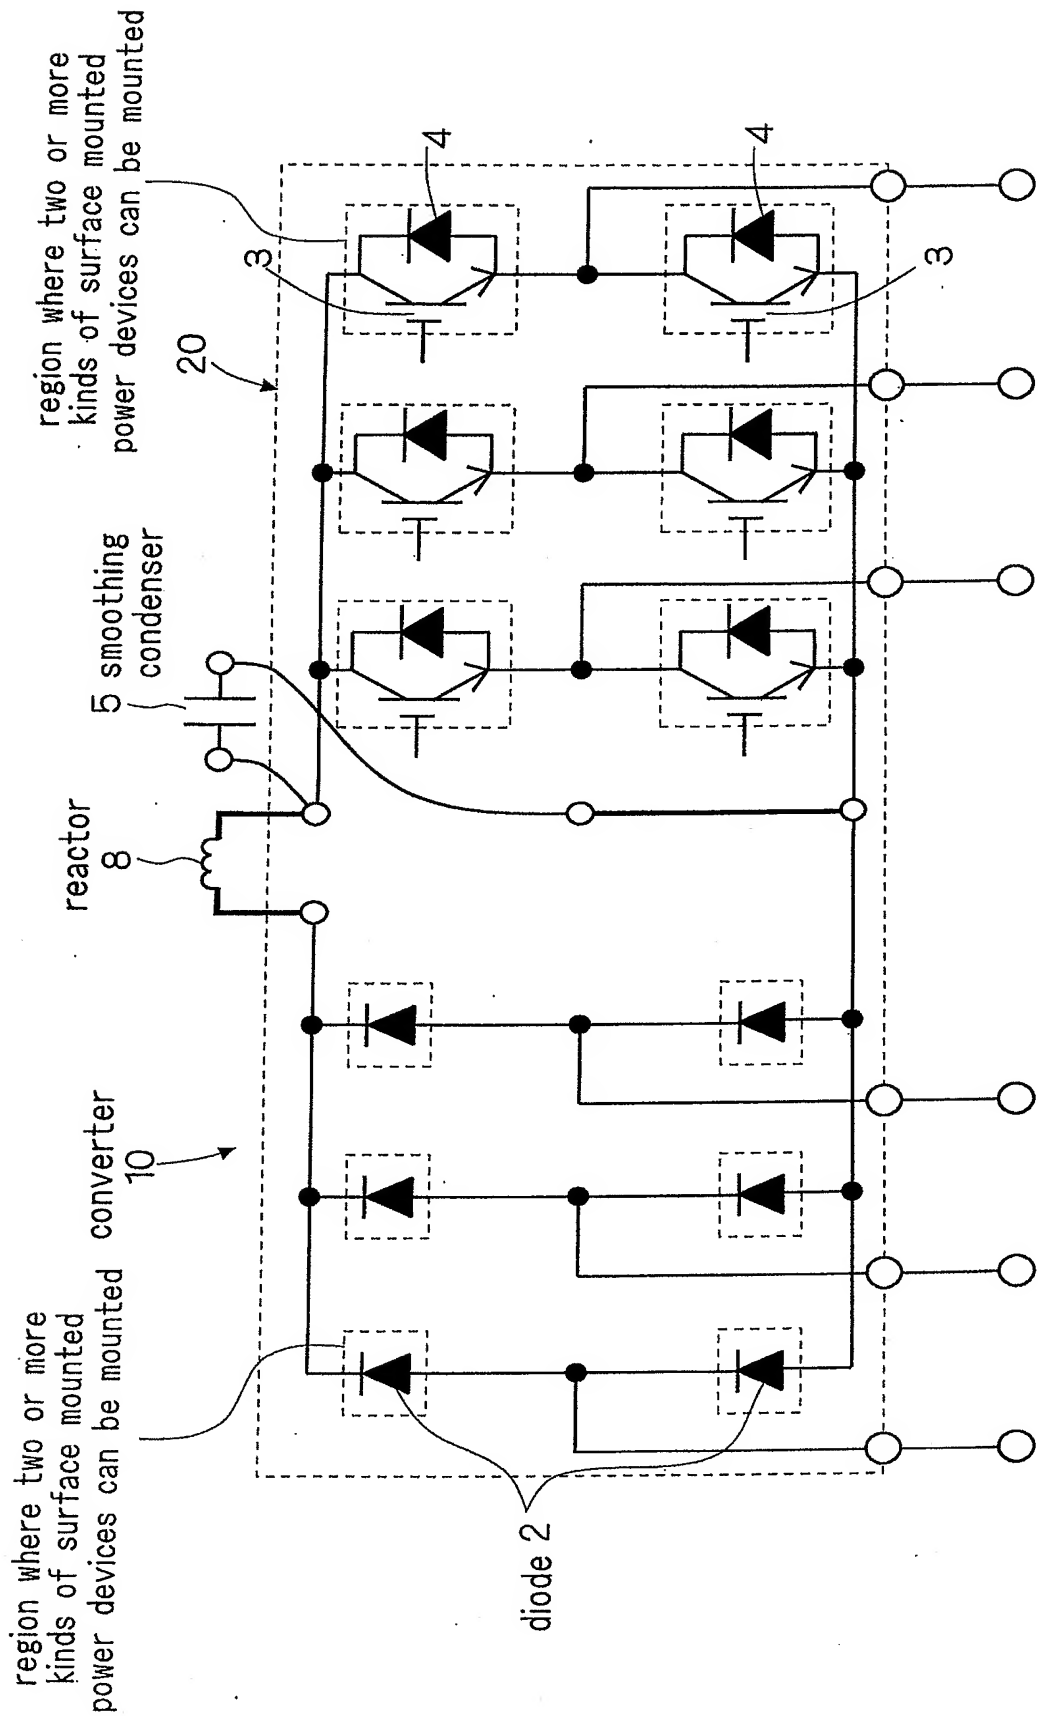 region where two or more
kinds of surface mounted
power devices can be mounted
converter
10
reactor
8
5 smoothing
condenser
20
region where two or more
kinds of surface mounted
power devices can be mounted
3
4
4
3
diode 2